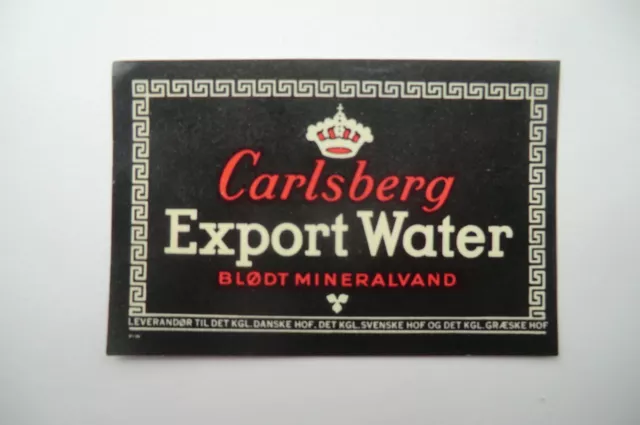 Carlsberg
Export Water
BLØDT MINERALVAND
LEVERANDØR TIL DET KGL. DANSKE HOF, DET KGL. SVENSKE HOF OG DET KGL. GRÆSKE HOF